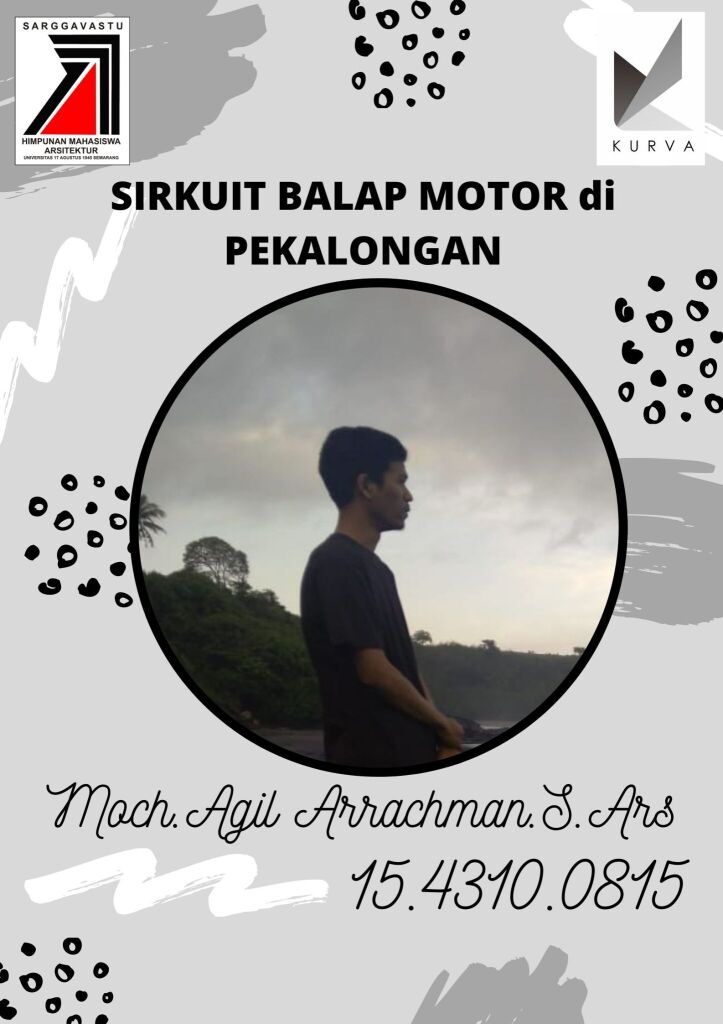 SARGGAVASTU
HIMPUNAN MAHASISWA
ARSITEKTUR
UNIVERSITAS 17 AGUSTUS 1945 SEMARANG
KURVA
SIRKUIT BALAP MOTOR di
PEKALONGAN
Moch.Agil Arrachman.S.Ars
15.4310.0815